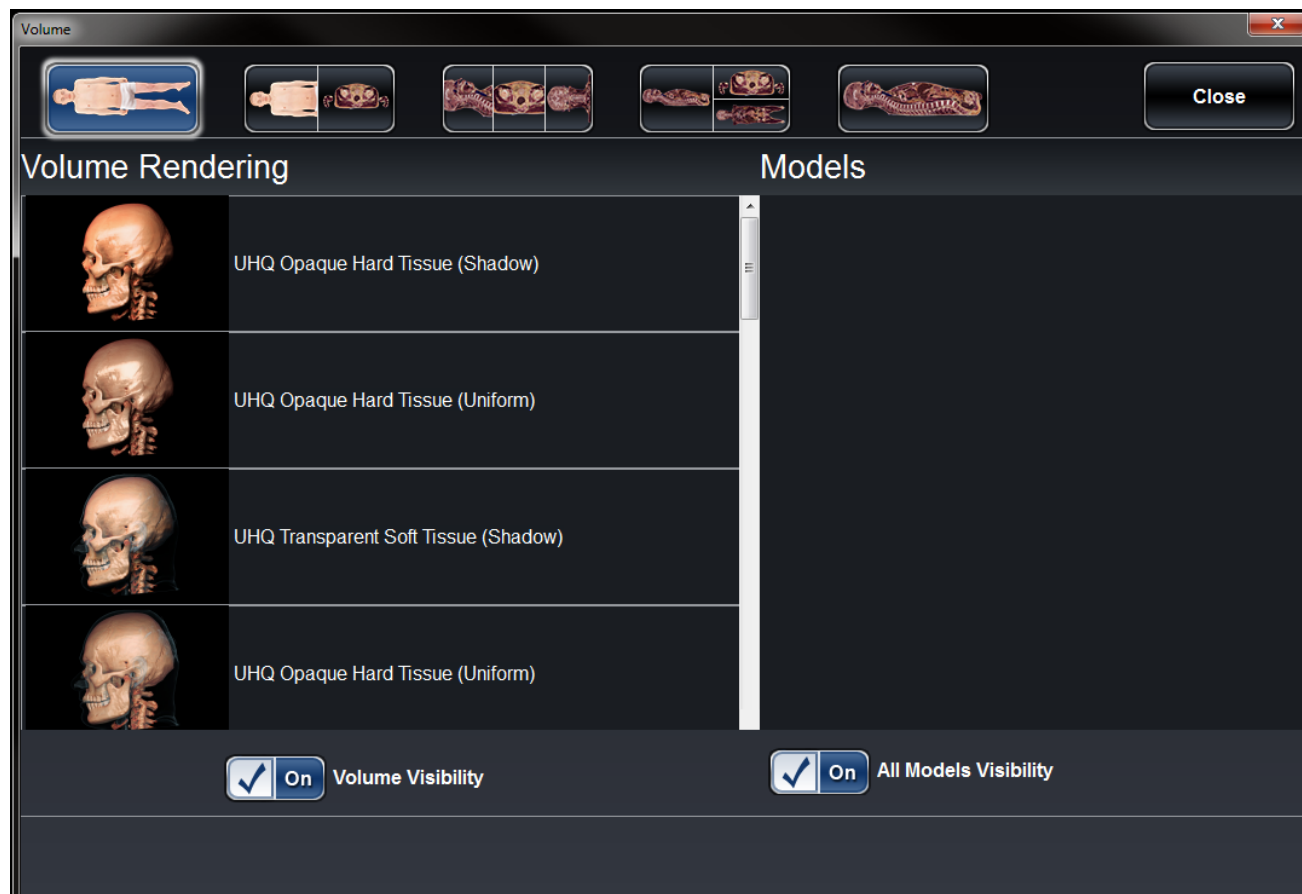 Volume
Close
Volume Rendering
Models
UHQ Opaque Hard Tissue (Shadow)
UHQ Opaque Hard Tissue (Uniform)
UHQ Transparent Soft Tissue (Shadow)
UHQ Opaque Hard Tissue (Uniform)
On Volume Visibility
On All Models Visibility